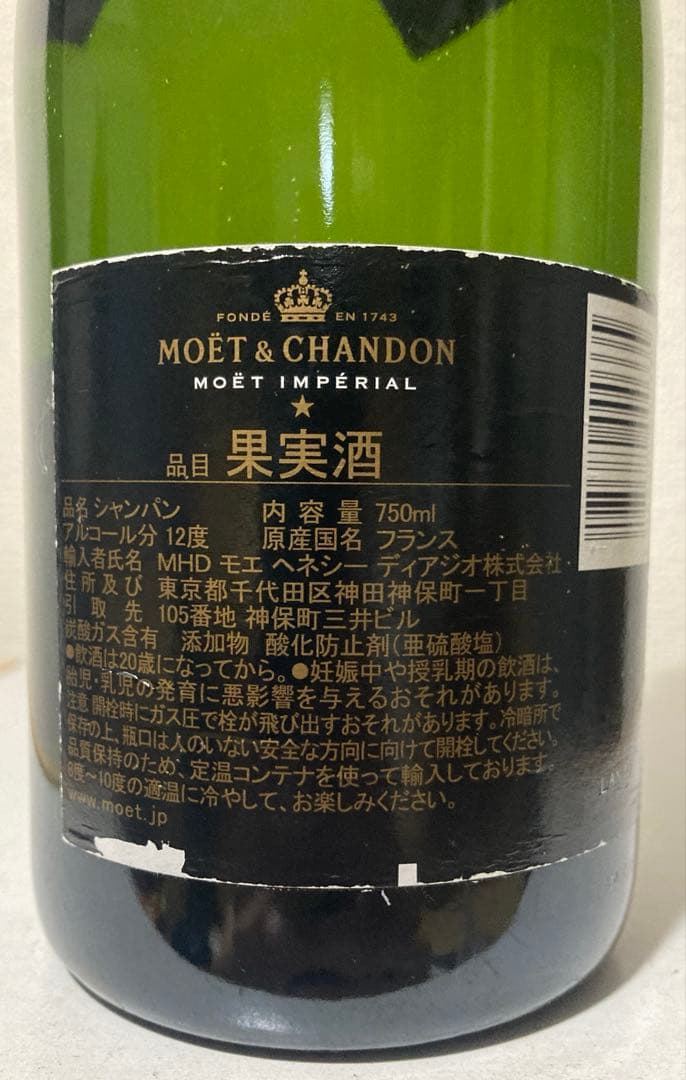 FONDÉ EN 1743
MOËT & CHANDON
MOËT IMPÉRIAL
品目 果実酒
品名 シャンパン 内容量 750ml
アルコール分 12度 原産国名 フランス
輸入者氏名 MHD モエ ヘネシー ディアジオ株式会社
住所及び 東京都千代田区神田神保町一丁目
引取先 105番地 神保町三井ビル
炭酸ガス含有 添加物 酸化防止剤(亜硫酸塩)
●飲酒は20歳になってから。●妊娠中や授乳期の飲酒は、
胎児・乳児の発育に悪影響を与えるおそれがあります。
注意 開栓時にガス圧で栓が飛び出すおそれがあります。冷暗所で
保存の上、瓶口は人のいない安全な方向に向けて開栓してください。
品質保持のため、定温コンテナを使って輸入しております。
8度~10度の適温に冷やして、お楽しみください。
www.moet.jp